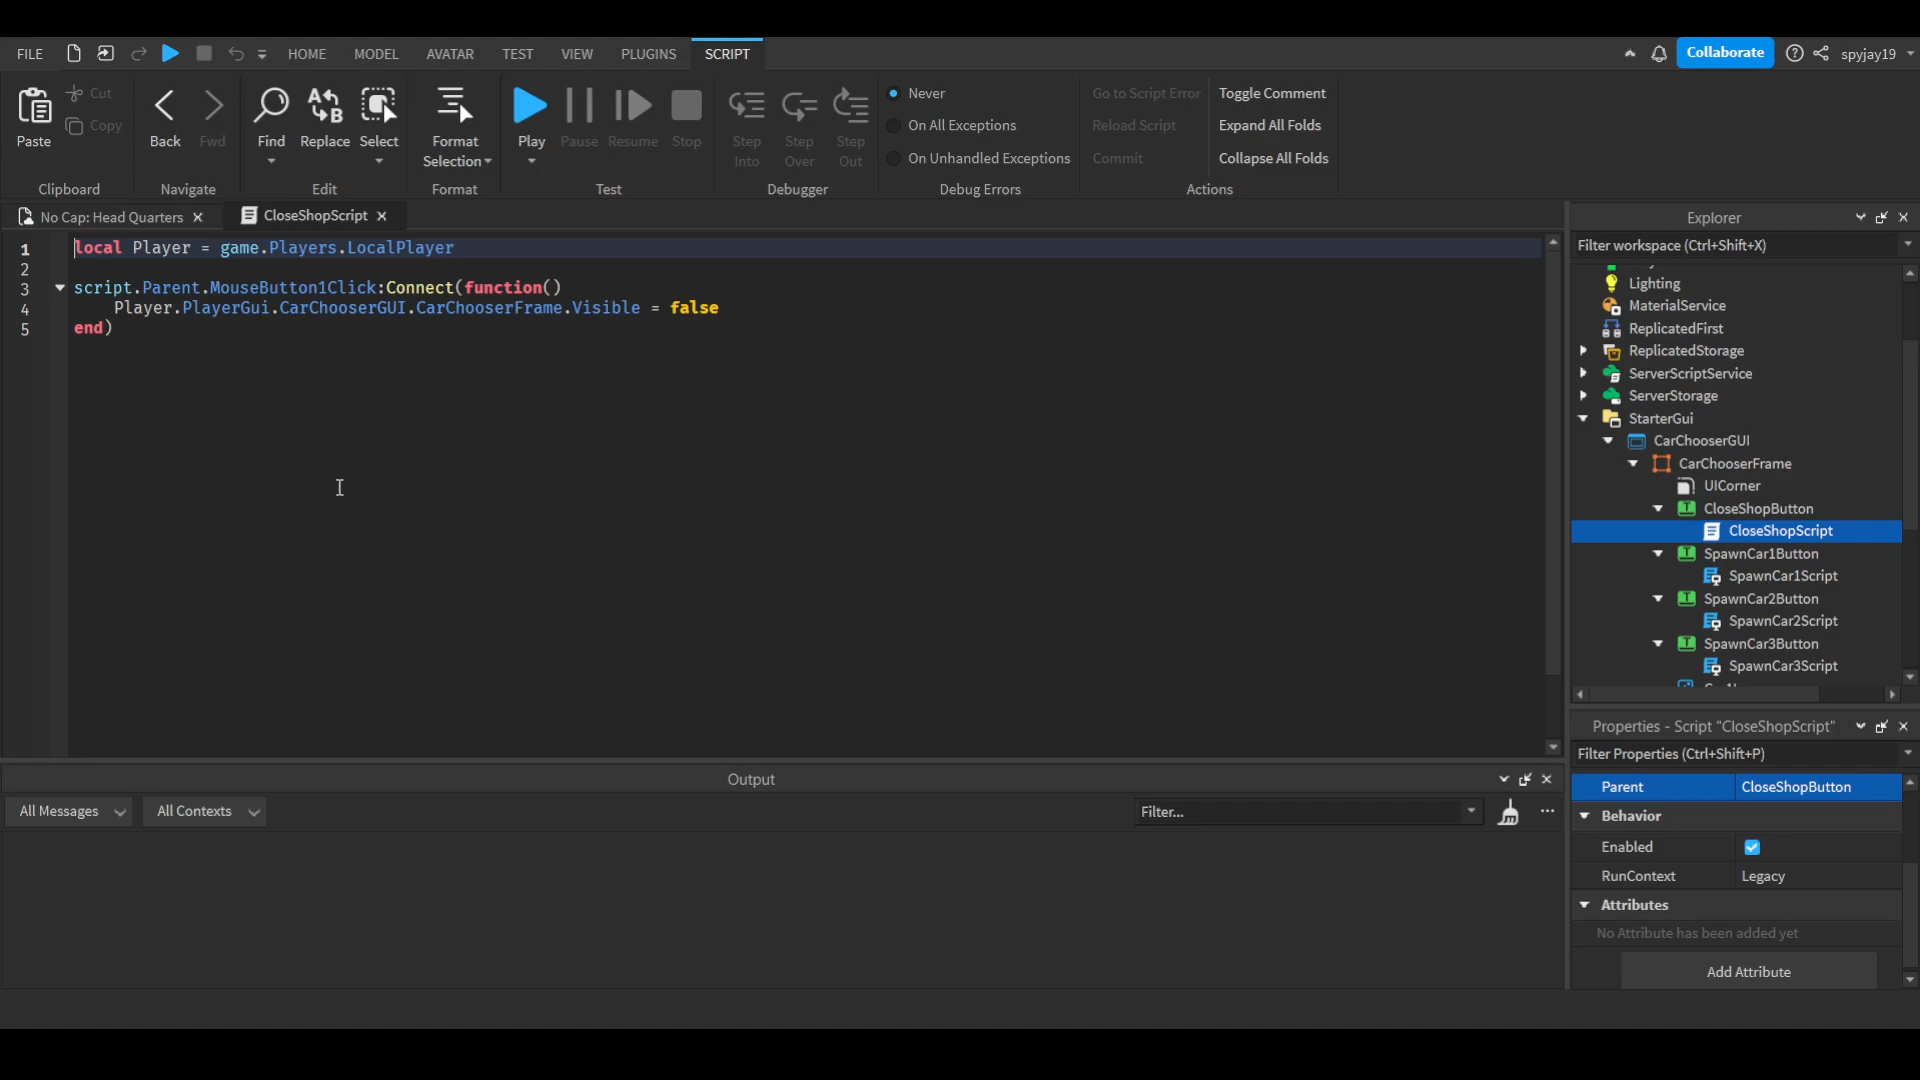 FILE HOME MODEL AVATAR TEST VIEW PLUGINS SCRIPT Collaborate spyjay19
Paste Cut Copy
Back Fwd
Find Replace Select
Format Selection
Play Pause Resume Stop
Step Into Step Over Step Out
Never
On All Exceptions
On Unhandled Exceptions
Go to Script Error
Reload Script
Commit
Toggle Comment
Expand All Folds
Collapse All Folds
Clipboard Navigate Edit Format Test Debugger Debug Errors Actions
No Cap: Head Quarters CloseShopScript
1 local Player = game.Players.LocalPlayer
2
3 script.Parent.MouseButton1Click:Connect(function()
4 Player.PlayerGui.CarChooserGUI.CarChooserFrame.Visible = false
5 end)
Output
All Messages All Contexts Filter...
Explorer
Filter workspace (Ctrl+Shift+X)
Lighting
MaterialService
ReplicatedFirst
ReplicatedStorage
ServerScriptService
ServerStorage
StarterGui
CarChooserGUI
CarChooserFrame
UICorner
CloseShopButton
CloseShopScript
SpawnCar1Button
SpawnCar1Script
SpawnCar2Button
SpawnCar2Script
SpawnCar3Button
SpawnCar3Script
Properties - Script "CloseShopScript"
Filter Properties (Ctrl+Shift+P)
Parent CloseShopButton
Behavior
Enabled
RunContext Legacy
Attributes
No Attribute has been added yet
Add Attribute